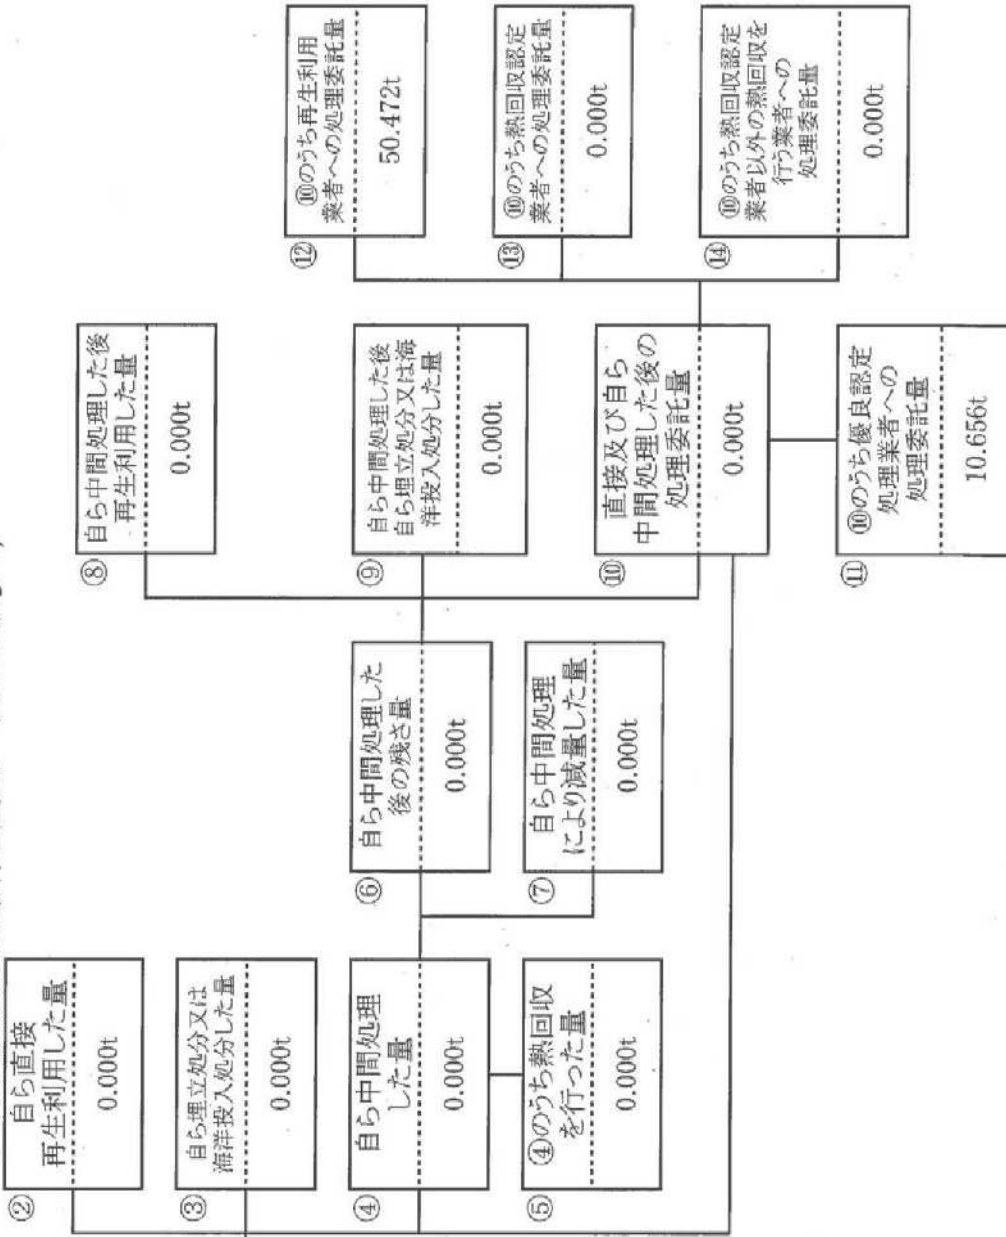 ②
自ら直接
再生利用した量
0.000t
③
自ら埋立処分又は
海洋投入処分した量
0.000t
④
自ら中間処理
した量
0.000t
⑤
④のうち熱回収
を行った量
0.000t
⑥
自ら中間処理した
後の残さ量
0.000t
⑦
自ら中間処理
により減量した量
0.000t
⑧
自ら中間処理した後
再生利用した量
0.000t
⑨
自ら中間処理した後
自ら埋立処分又は海
洋投入処分した量
0.000t
⑩
直接及び自ら
中間処理した後の
処理委託量
0.000t
⑪
⑩のうち優良認定
処理業者への
処理委託量
10.656t
⑫
⑩のうち再生利用
業者への処理委託量
50.472t
⑬
⑩のうち熱回収認定
業者への処理委託量
0.000t
⑭
⑩のうち熱回収認定
業者以外の熱回収を
行う業者への
処理委託量
0.000t